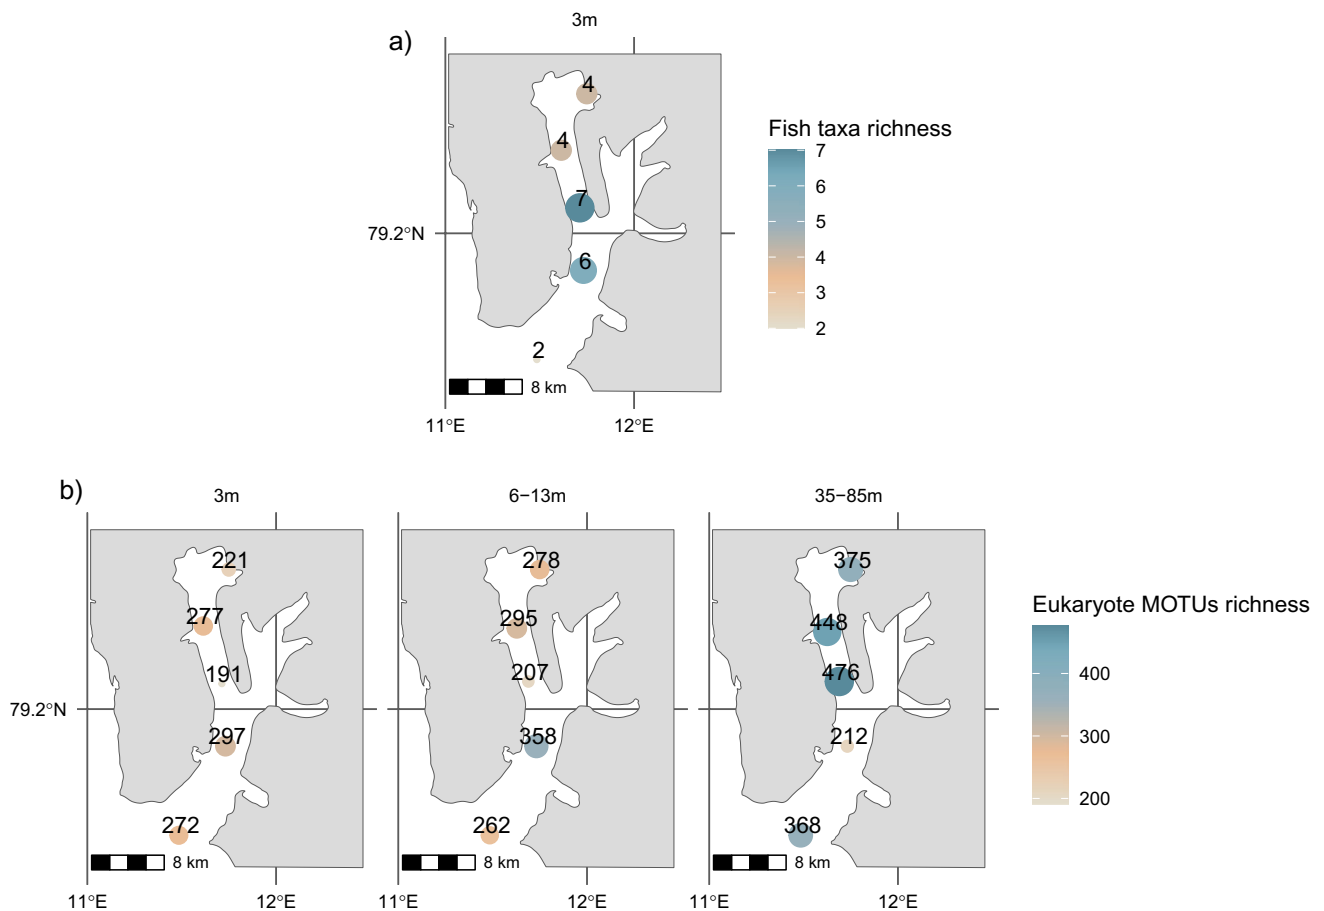 3m
a)
4
4
7
6
2
79.2°N
8 km
11°E
12°E
Fish taxa richness
7
6
5
4
3
2
b)
3m
6−13m
35−85m
221
277
191
297
272
79.2°N
8 km
11°E
12°E
278
295
207
358
262
8 km
11°E
12°E
375
448
476
212
368
8 km
11°E
12°E
Eukaryote MOTUs richness
400
300
200